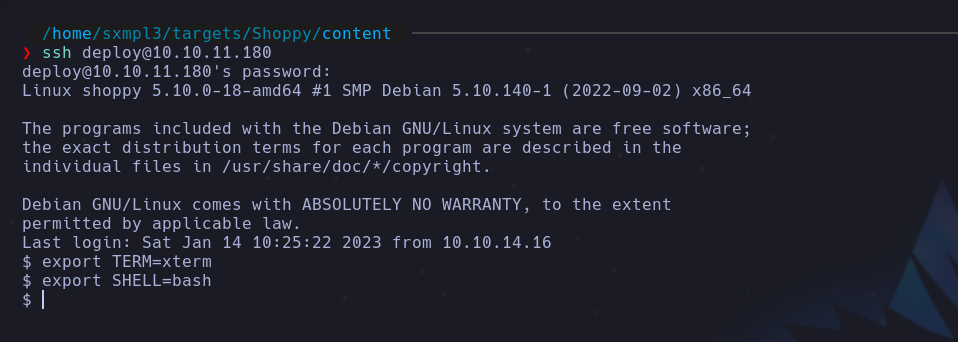 /home/sxmpl3/targets/Shoppy/content
❯ ssh deploy@10.10.11.180
deploy@10.10.11.180's password:
Linux shoppy 5.10.0-18-amd64 #1 SMP Debian 5.10.140-1 (2022-09-02) x86_64
The programs included with the Debian GNU/Linux system are free software;
the exact distribution terms for each program are described in the
individual files in /usr/share/doc/*/copyright.
Debian GNU/Linux comes with ABSOLUTELY NO WARRANTY, to the extent
permitted by applicable law.
Last login: Sat Jan 14 10:25:22 2023 from 10.10.14.16
$ export TERM=xterm
$ export SHELL=bash
$